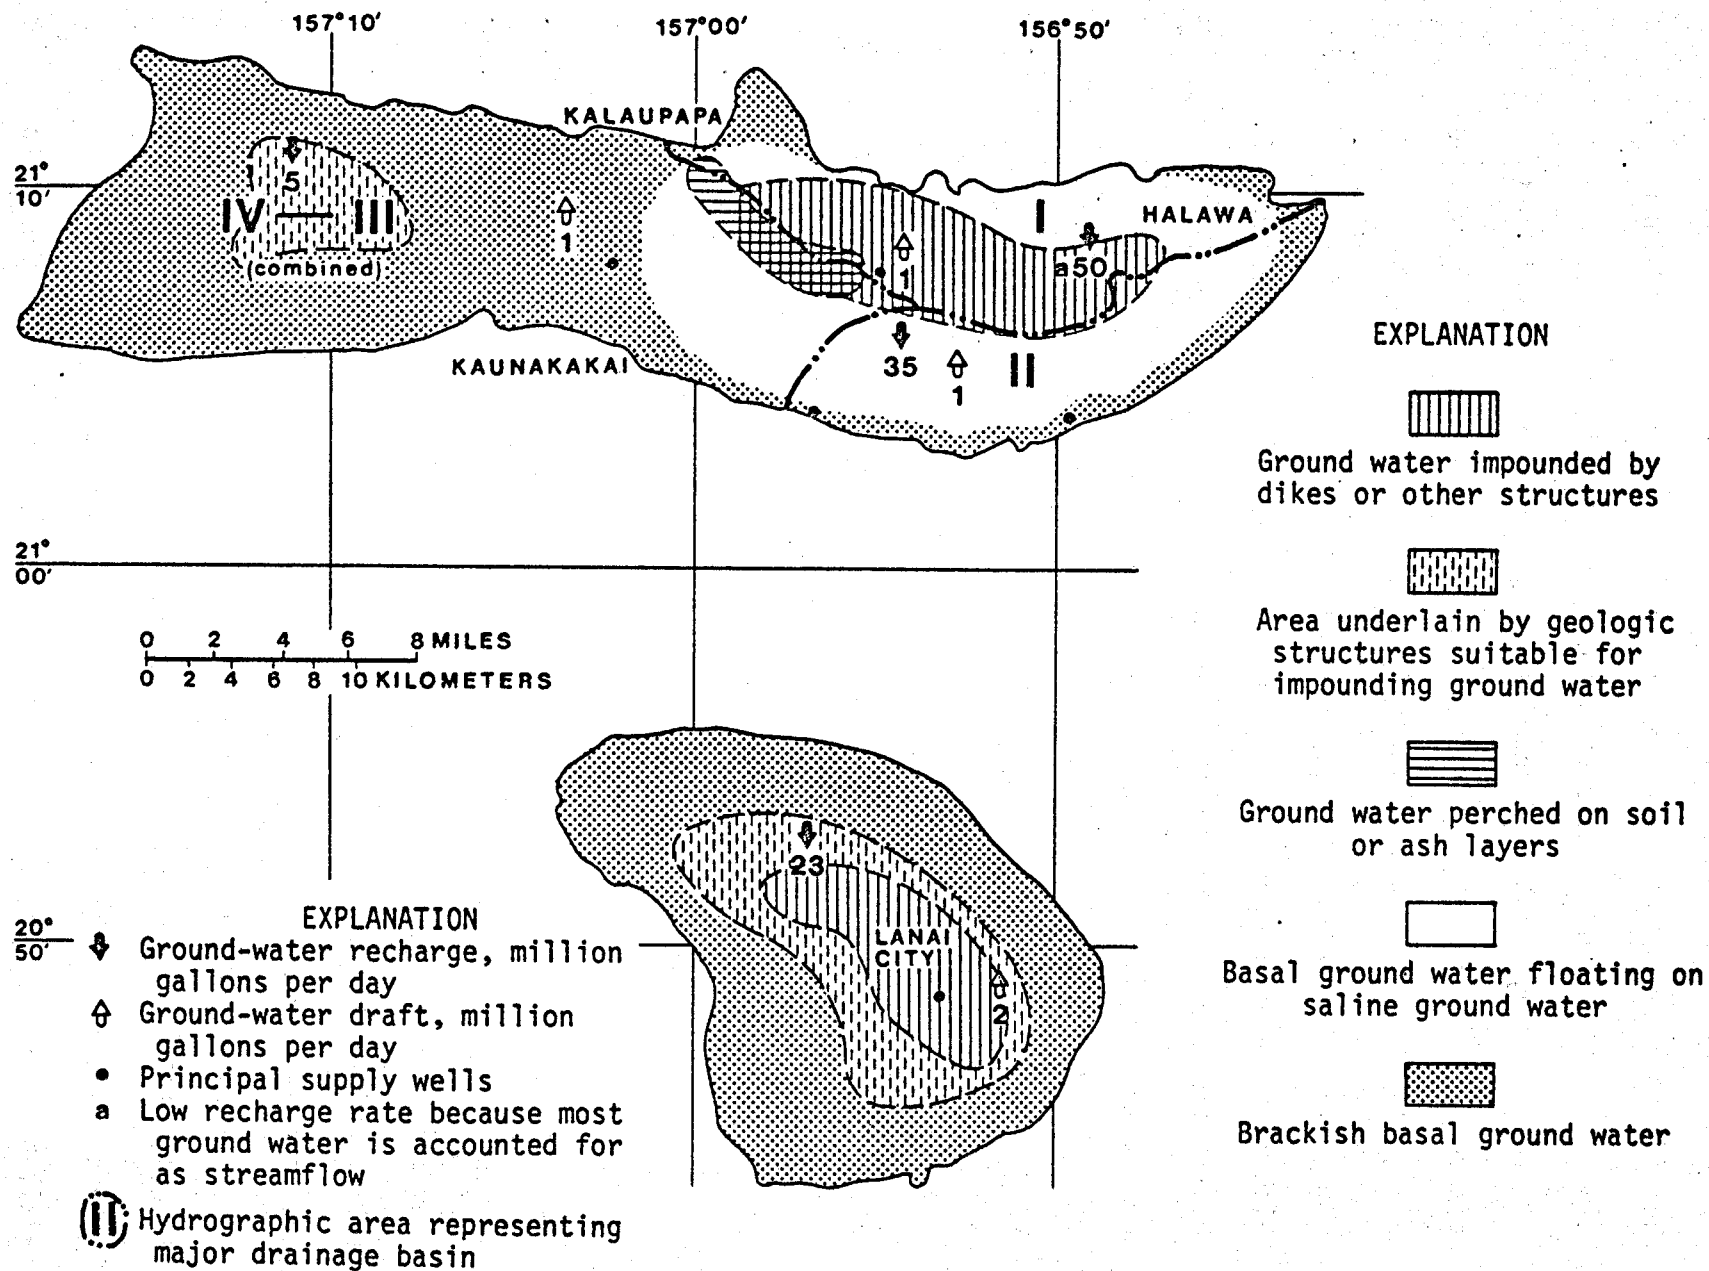 157°10'
157°00'
156°50'
KALAUPAPA
21°
10'
5
IV — III
(combined)
1
I
HALAWA
1
a50
KAUNAKAKAI
35
1
II
21°
00'
0 2 4 6 8 MILES
0 2 4 6 8 10 KILOMETERS
23
LANAI
CITY
2
20°
50'
EXPLANATION
Ground-water recharge, million
gallons per day
Ground-water draft, million
gallons per day
Principal supply wells
a Low recharge rate because most
ground water is accounted for
as streamflow
(II) Hydrographic area representing
major drainage basin
EXPLANATION
Ground water impounded by
dikes or other structures
Area underlain by geologic
structures suitable for
impounding ground water
Ground water perched on soil
or ash layers
Basal ground water floating on
saline ground water
Brackish basal ground water